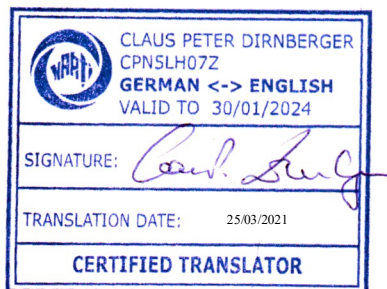 NAATI
CLAUS PETER DIRNBERGER
CPN5LH07Z
GERMAN <-> ENGLISH
VALID TO 30/01/2024
SIGNATURE:
TRANSLATION DATE: 25/03/2021
CERTIFIED TRANSLATOR